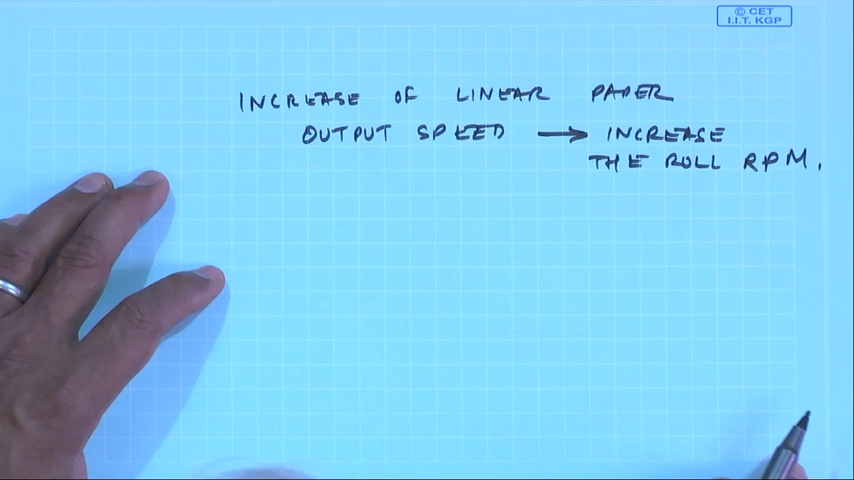 © CET
I.I.T. KGP
INCREASE OF LINEAR PAPER
OUTPUT SPEED → INCREASE
THE ROLL RPM.